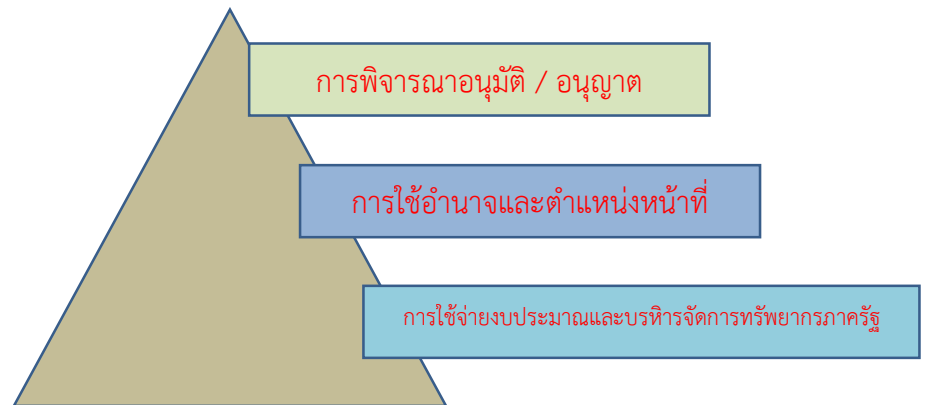 การพิจารณาอนุมัติ / อนุญาต
การใช้อำนาจและตำแหน่งหน้าที่
การใช้จ่ายงบประมาณและบรหิารจัดการทรัพยากรภาครัฐ